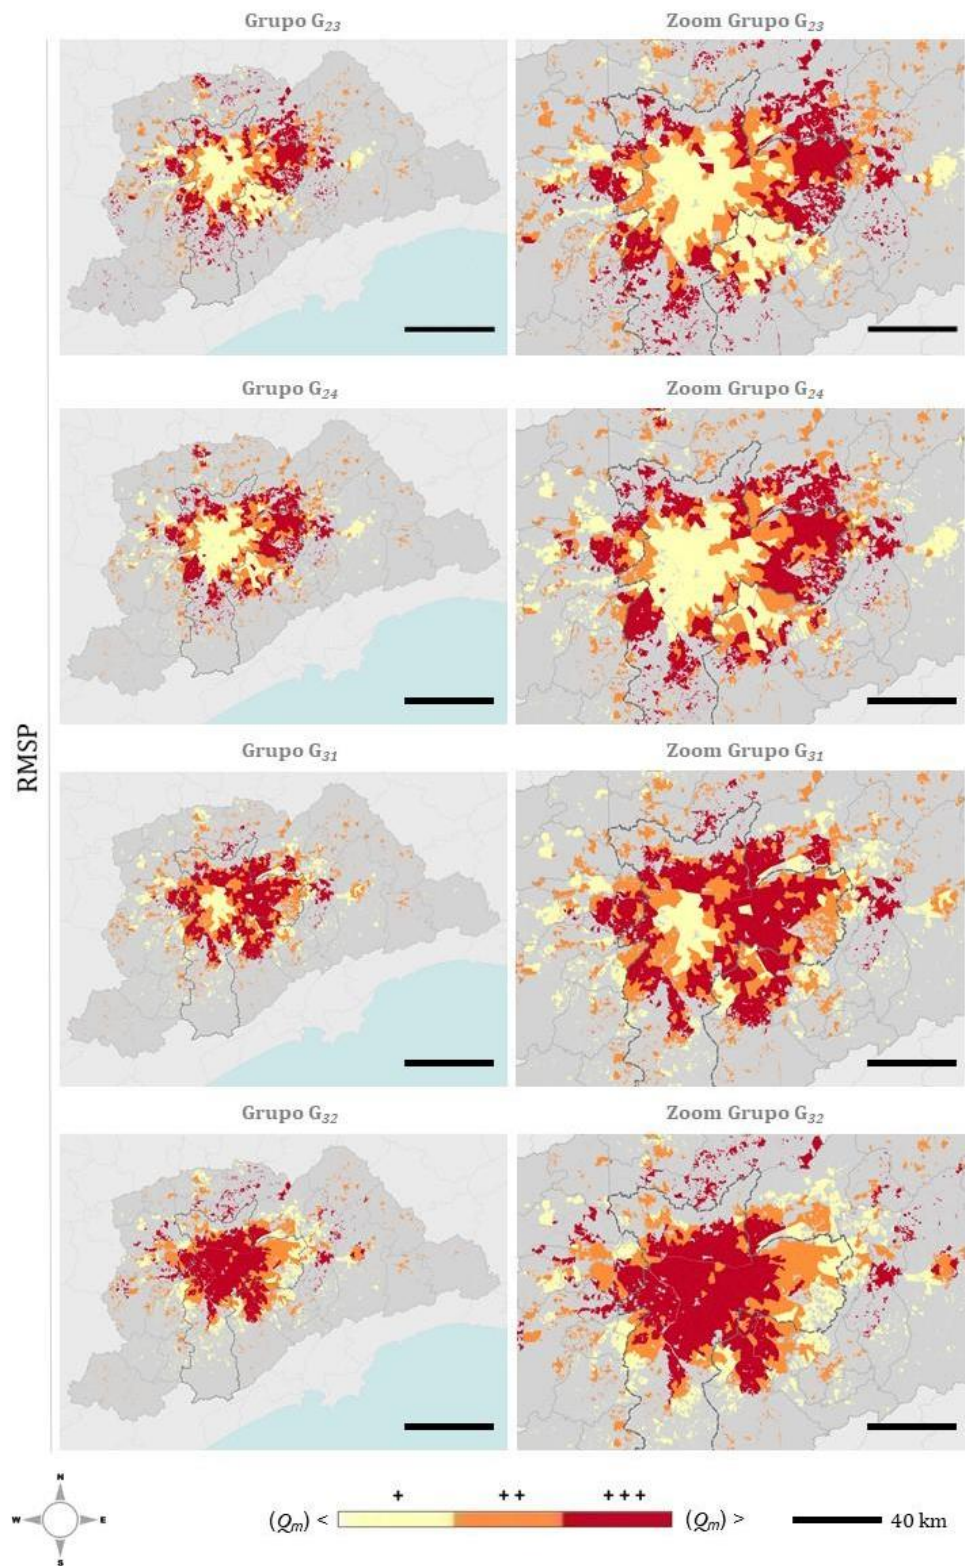 Grupo G23
Zoom Grupo G23
Grupo G24
Zoom Grupo G24
RMSP
Grupo G31
Zoom Grupo G31
Grupo G32
Zoom Grupo G32
N
W
E
S
+
++
+++
(Qm) <
(Qm) >
40 km